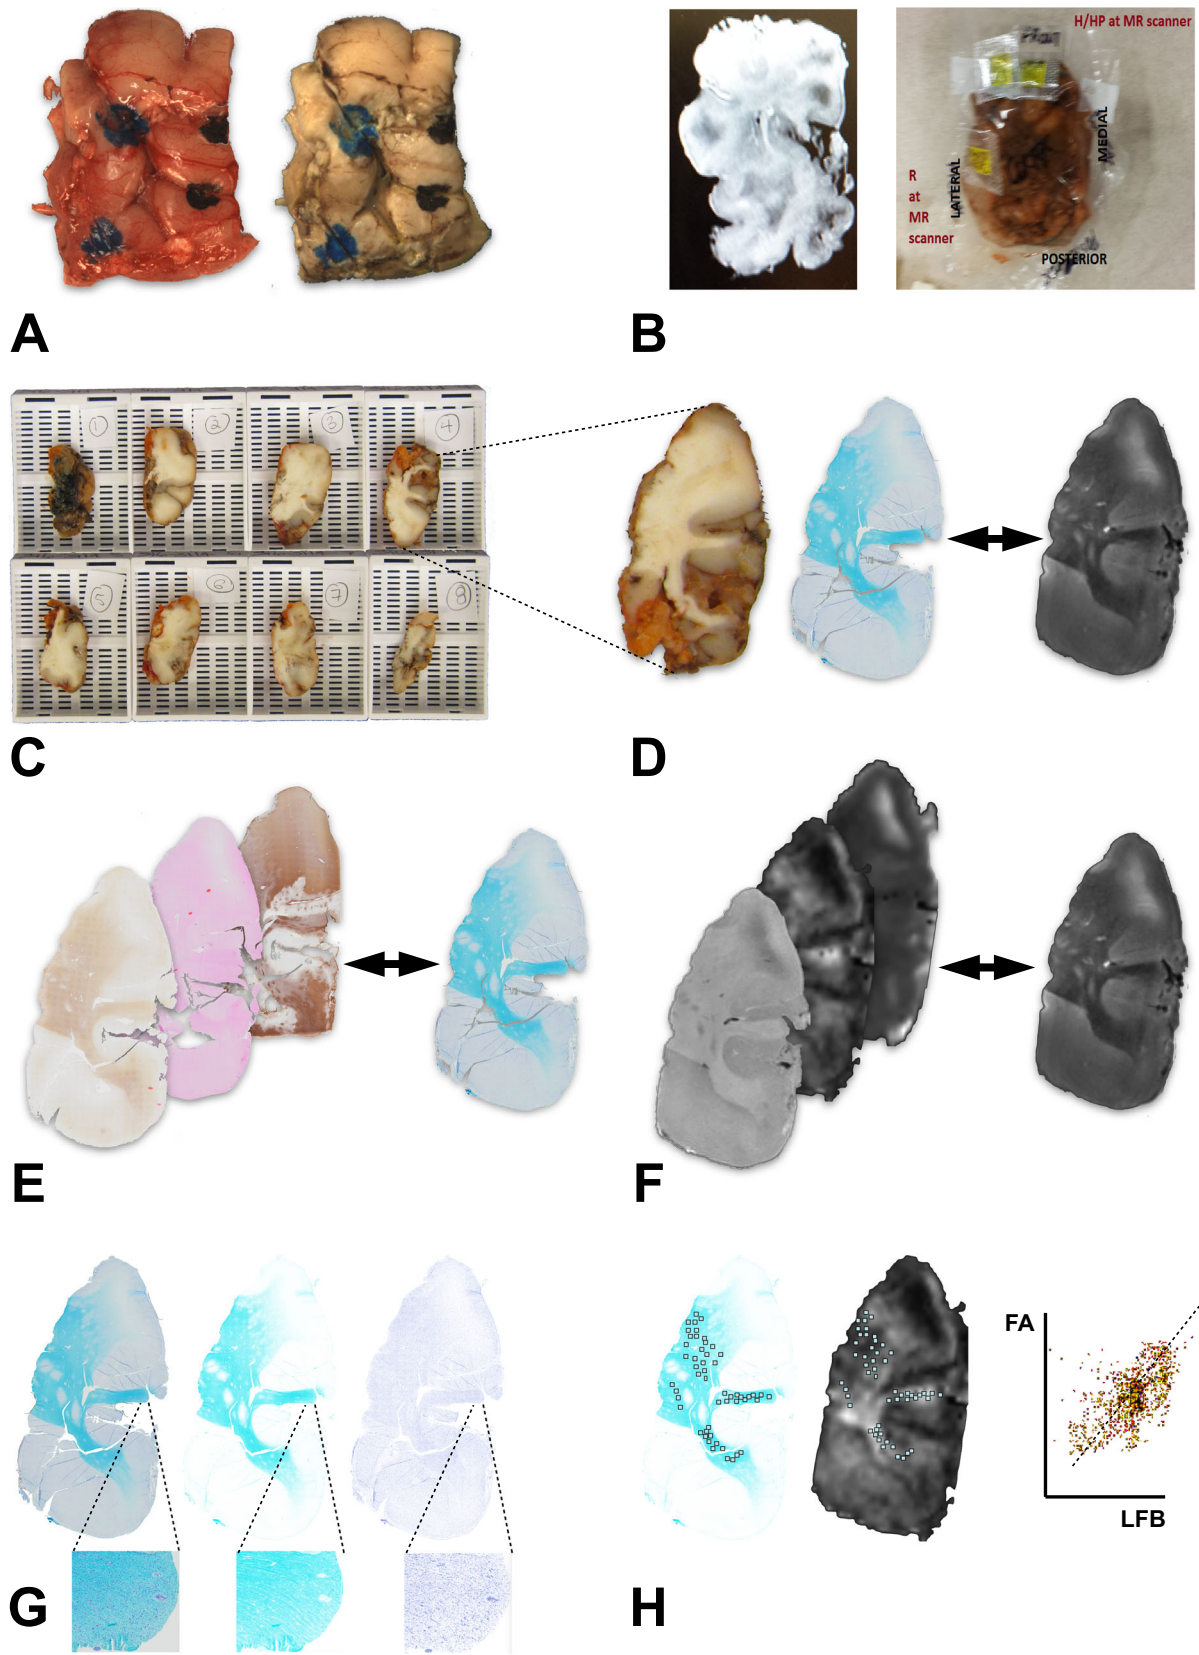 H/HP at MR scanner
MEDIAL
LATERAL
R
at
MR
scanner
POSTERIOR
A
B
1
2
3
4
5
6
7
8
C
D
E
F
FA
LFB
G
H